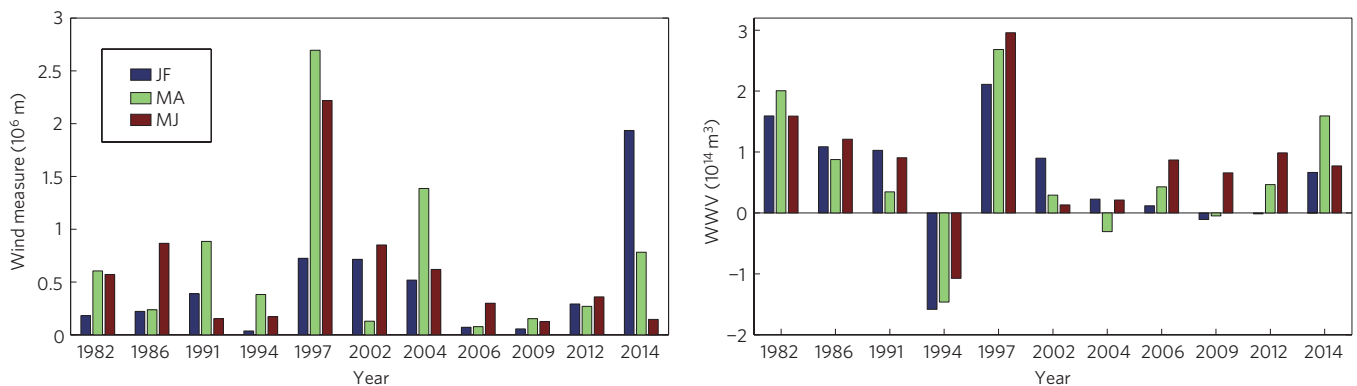 3
2.5
2
1.5
1
0.5
0
Wind measure (10⁶ m)
JF
MA
MJ
1982 1986 1991 1994 1997 2002 2004 2006 2009 2012 2014
Year
3
2
1
0
−1
−2
WWV (10¹⁴ m³)
1982 1986 1991 1994 1997 2002 2004 2006 2009 2012 2014
Year